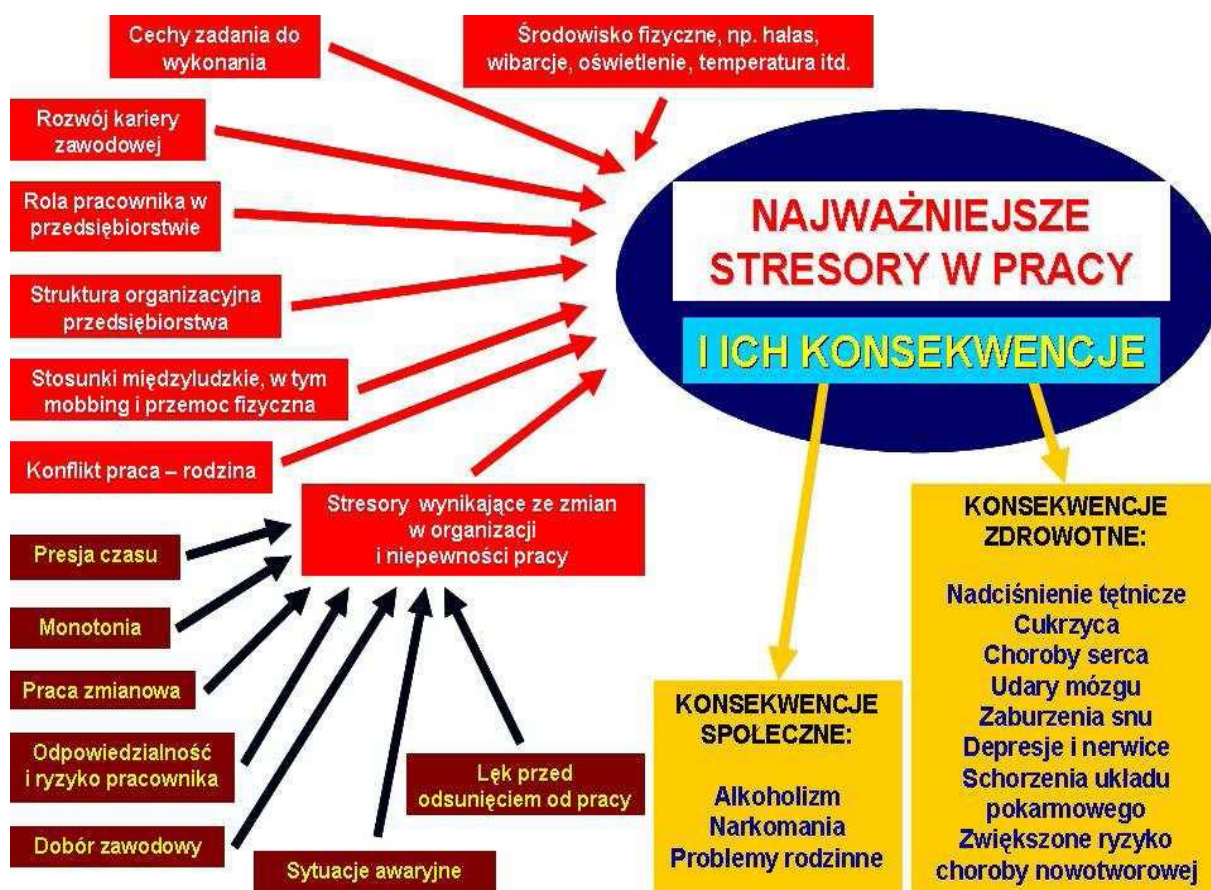 Cechy zadania do
wykonania
Środowisko fizyczne, np. hałas,
wibarcje, oświetlenie, temperatura itd.
Rozwój kariery
zawodowej
Rola pracownika w
przedsiębiorstwie
Struktura organizacyjna
przedsiębiorstwa
Stosunki międzyludzkie, w tym
mobbing i przemoc fizyczna
Konflikt praca – rodzina
Stresory wynikające ze zmian
w organizacji
i niepewności pracy
NAJWAŻNIEJSZE
STRESORY W PRACY
I ICH KONSEKWENCJE
Presja czasu
Monotonia
Praca zmianowa
Odpowiedzialność
i ryzyko pracownika
Dobór zawodowy
Sytuacje awaryjne
Lęk przed
odsunięciem od pracy
KONSEKWENCJE
SPOŁECZNE:
Alkoholizm
Narkomania
Problemy rodzinne
KONSEKWENCJE
ZDROWOTNE:
Nadciśnienie tętnicze
Cukrzyca
Choroby serca
Udary mózgu
Zaburzenia snu
Depresje i nerwice
Schorzenia układu
pokarmowego
Zwiększone ryzyko
choroby nowotworowej